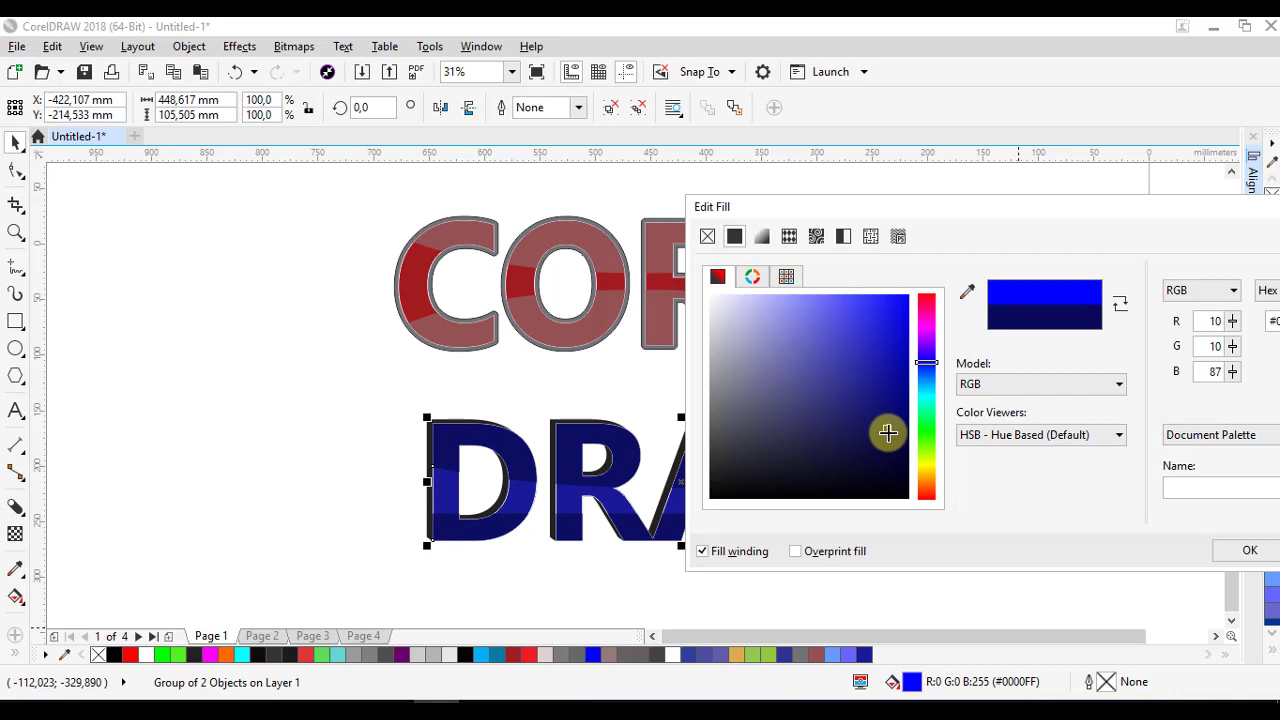 CorelDRAW 2018 (64-Bit) - Untitled-1*
File Edit View Layout Object Effects Bitmaps Text Table Tools Window Help
PDF 31% Snap To Launch
X: -422,107 mm 448,617 mm 100,0 % 0,0 None
Y: -214,533 mm 105,505 mm 100,0 %
Untitled-1*
950 900 850 800 750 700 650 600 550 500 450 400 350 300 250 200 150 100 50 0 50 millimeters
Align
Edit Fill
COR
RGB Hex
R 10 #0
G 10
B 87
Model:
RGB
Color Viewers:
HSB - Hue Based (Default) Document Palette
Name:
DRA
Fill winding Overprint fill OK
1 of 4 Page 1 Page 2 Page 3 Page 4
( -112,023; -329,890 ) Group of 2 Objects on Layer 1 R:0 G:0 B:255 (#0000FF) None